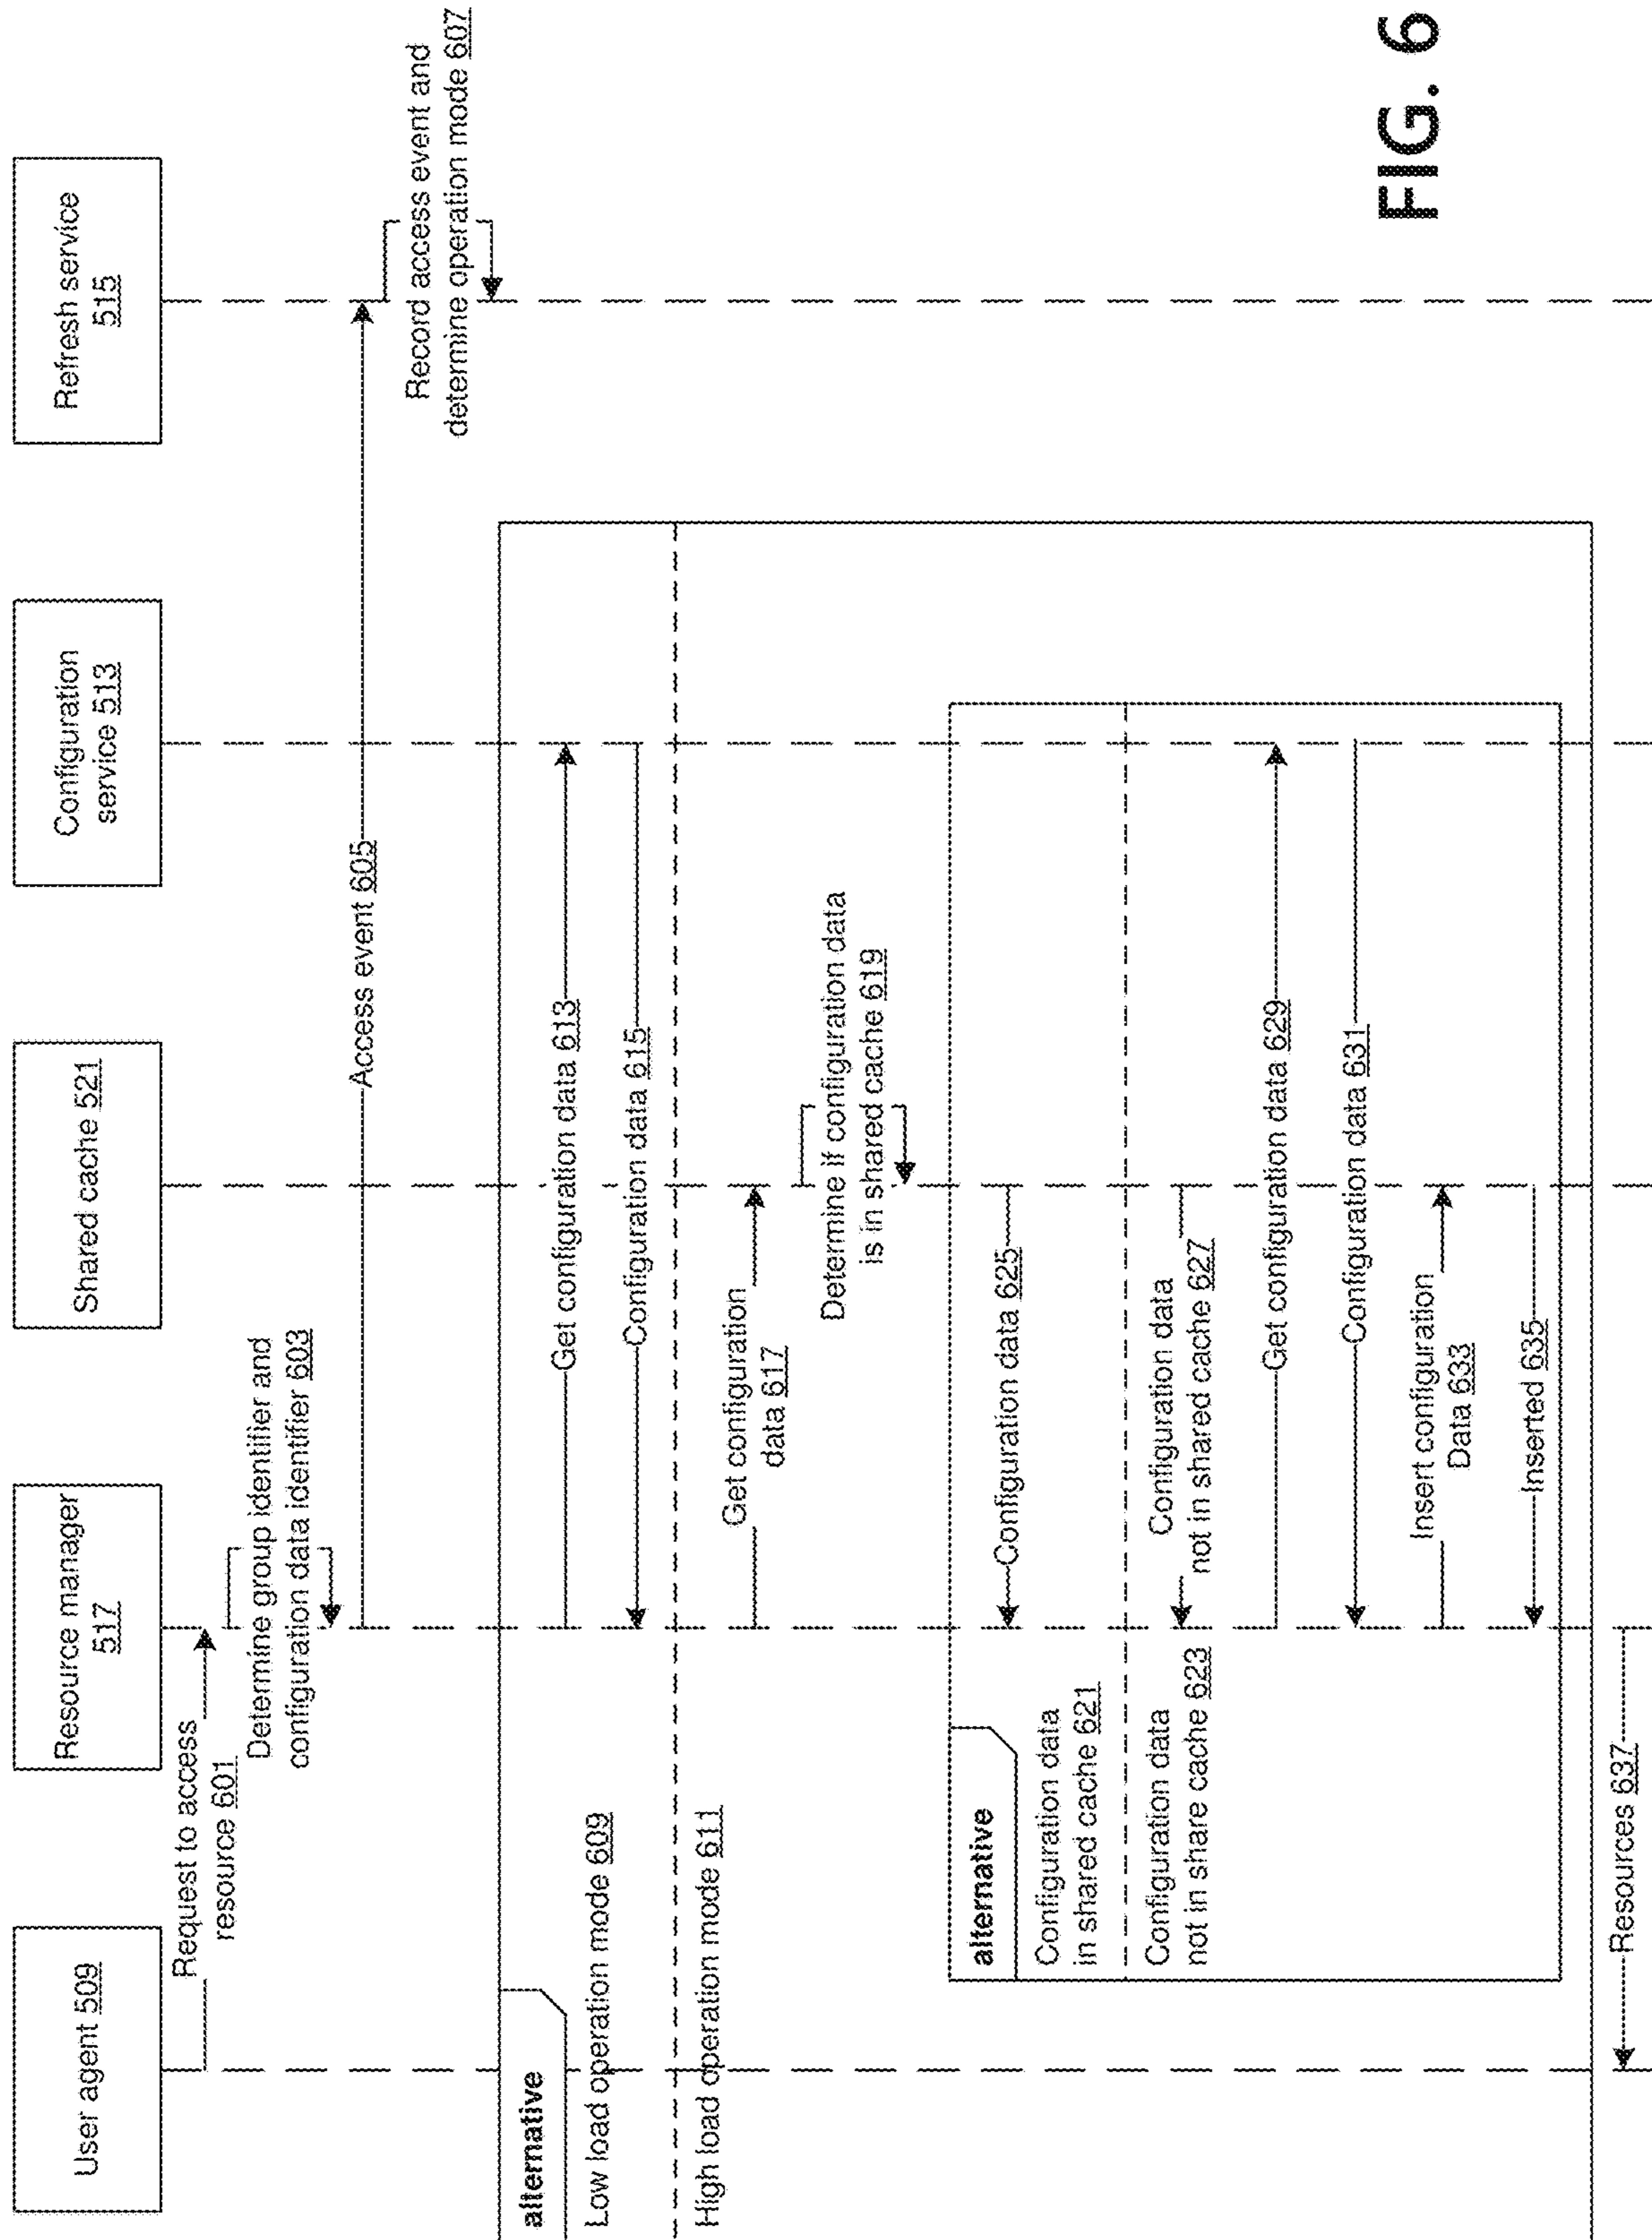 User agent 509
Resource manager
517
Shared cache 521
Configuration
service 513
Refresh service
515
Request to access
resource 601
Determine group identifier and
configuration data identifier 603
Access event 605
Record access event and
determine operation mode 607
alternative
Low load operation mode 609
Get configuration data 613
Configuration data 615
High load operation mode 611
Get configuration
data 617
Determine if configuration data
is in shared cache 619
alternative
Configuration data
in shared cache 621
Configuration data 625
Configuration data
not in share cache 623
Configuration data
not in shared cache 627
Get configuration data 629
Configuration data 631
Insert configuration
Data 633
Inserted 635
Resources 637
FIG. 6